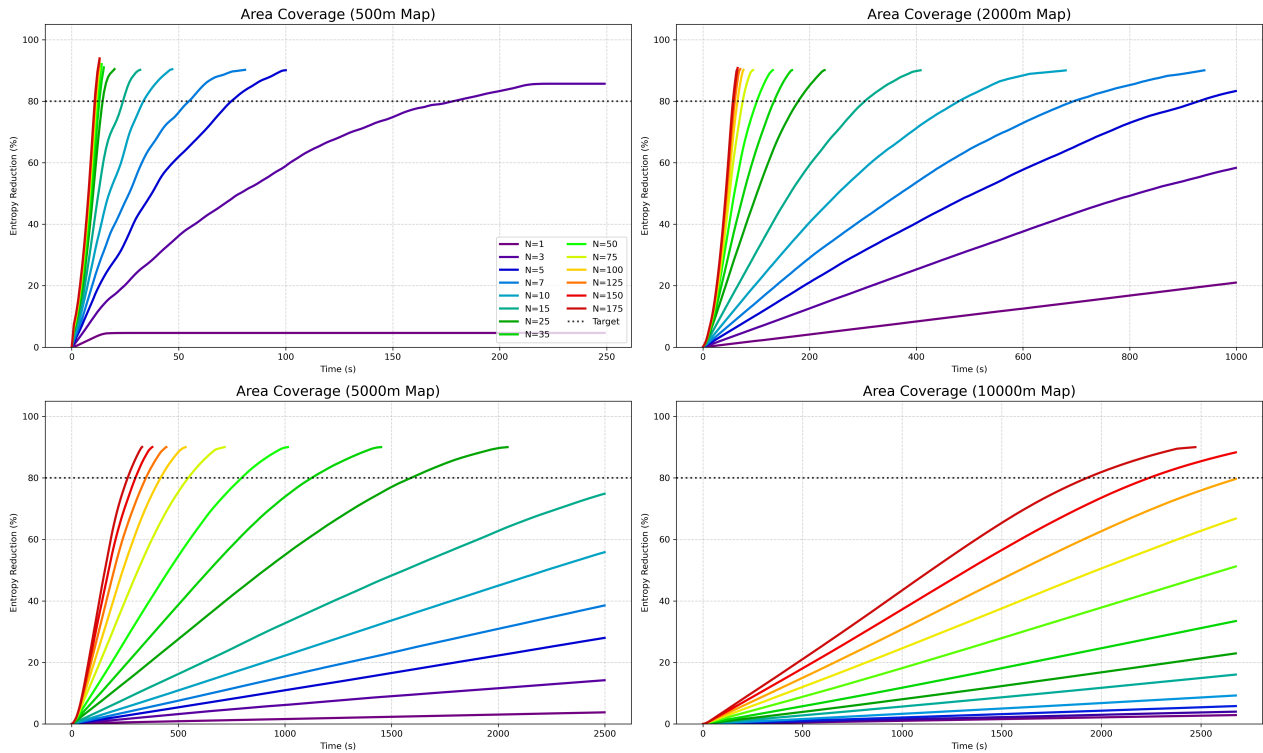 Area Coverage (500m Map)
100
80
60
40
20
0
Entropy Reduction (%)
N=1
N=3
N=5
N=7
N=10
N=15
N=25
N=35
N=50
N=75
N=100
N=125
N=150
N=175
Target
0 50 100 150 200 250
Time (s)
Area Coverage (2000m Map)
100
80
60
40
20
0
Entropy Reduction (%)
0 200 400 600 800 1000
Time (s)
Area Coverage (5000m Map)
100
80
60
40
20
0
Entropy Reduction (%)
0 500 1000 1500 2000 2500
Time (s)
Area Coverage (10000m Map)
100
80
60
40
20
0
Entropy Reduction (%)
0 500 1000 1500 2000 2500
Time (s)